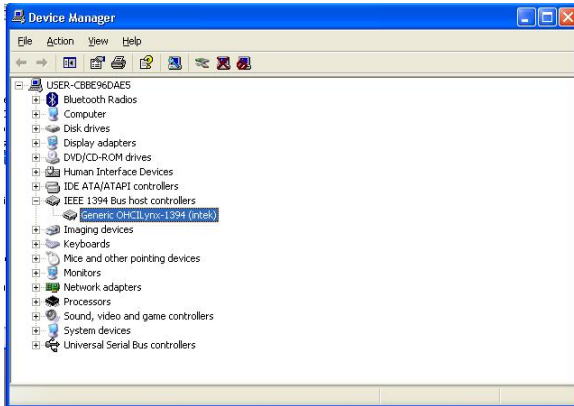 Device Manager
File Action View Help
USER-CBBE96DAE5
Bluetooth Radios
Computer
Disk drives
Display adapters
DVD/CD-ROM drives
Human Interface Devices
IDE ATA/ATAPI controllers
IEEE 1394 Bus host controllers
Generic OHCILynx-1394 (intek)
Imaging devices
Keyboards
Mice and other pointing devices
Monitors
Network adapters
Processors
Sound, video and game controllers
System devices
Universal Serial Bus controllers